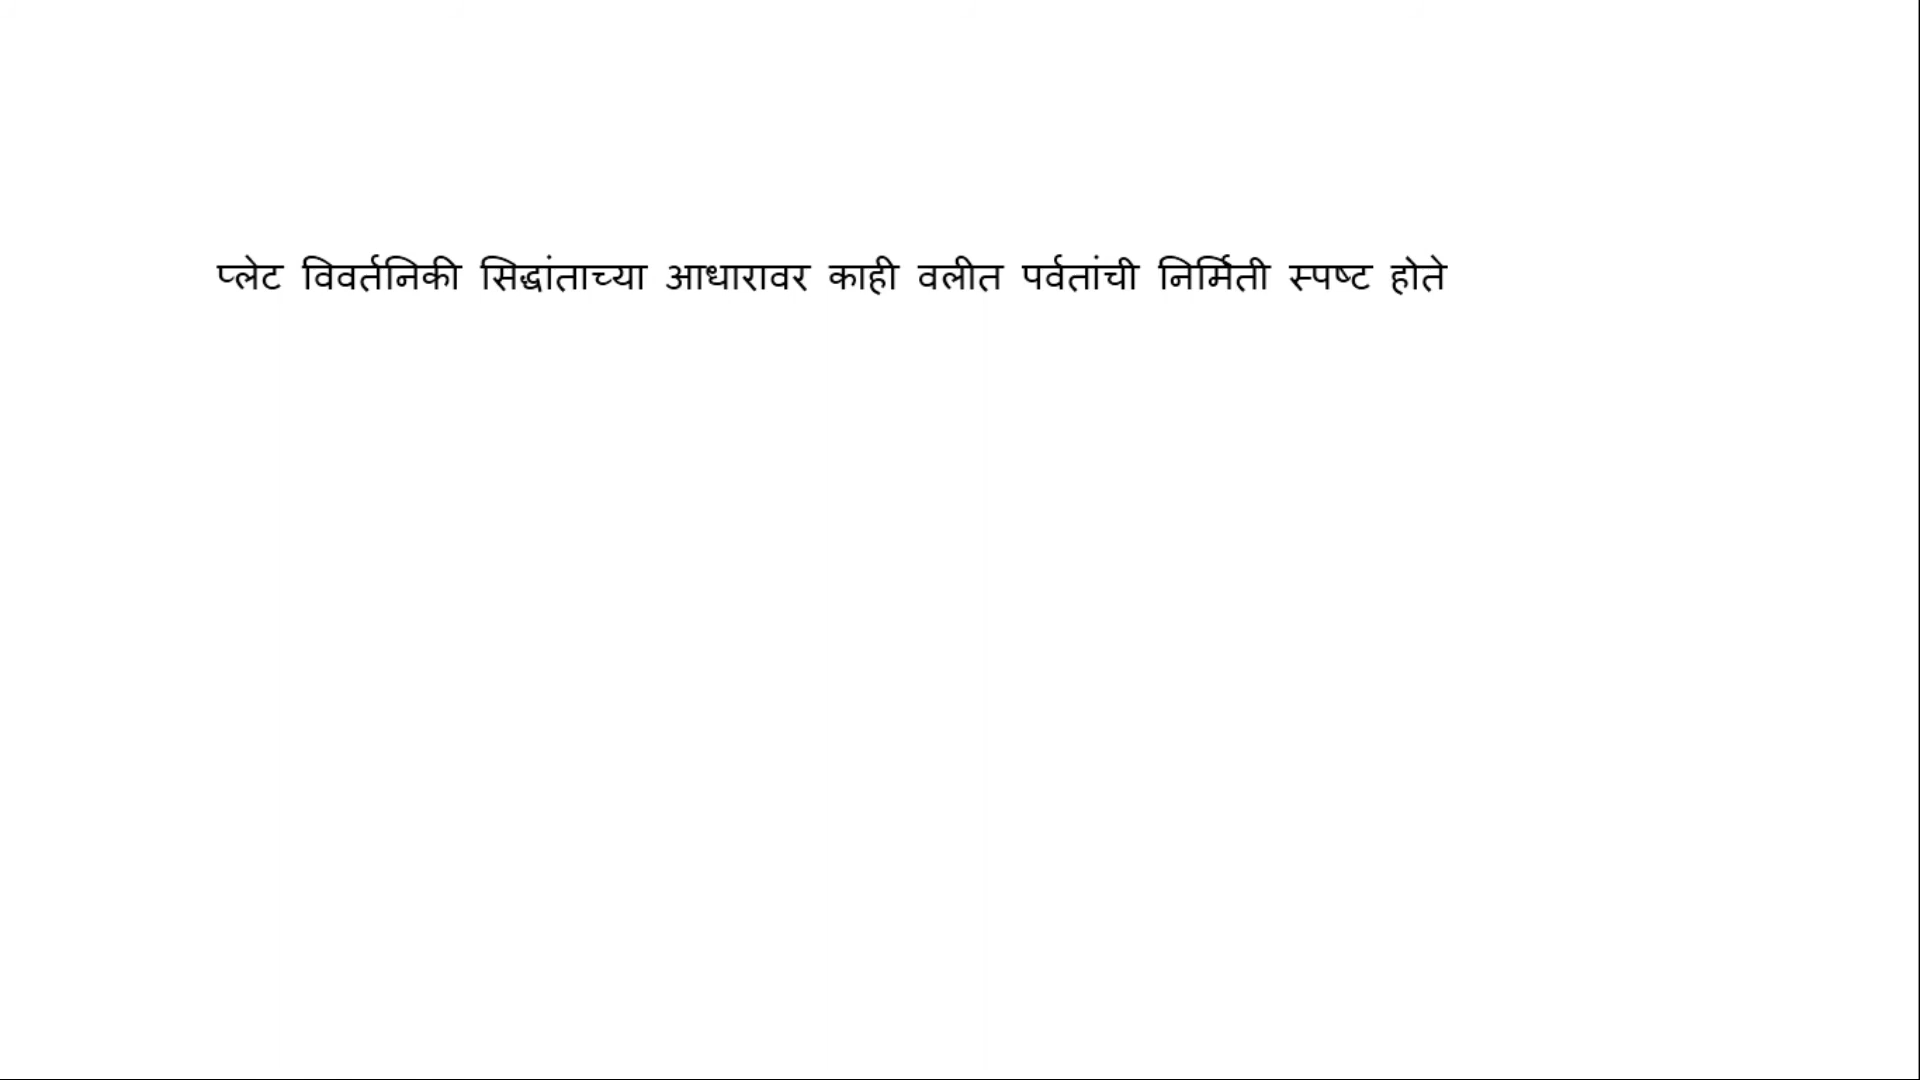 प्लेट विवर्तनिकी सिद्धांताच्या आधारावर काही वलीत पर्वतांची निर्मिती स्पष्ट होते